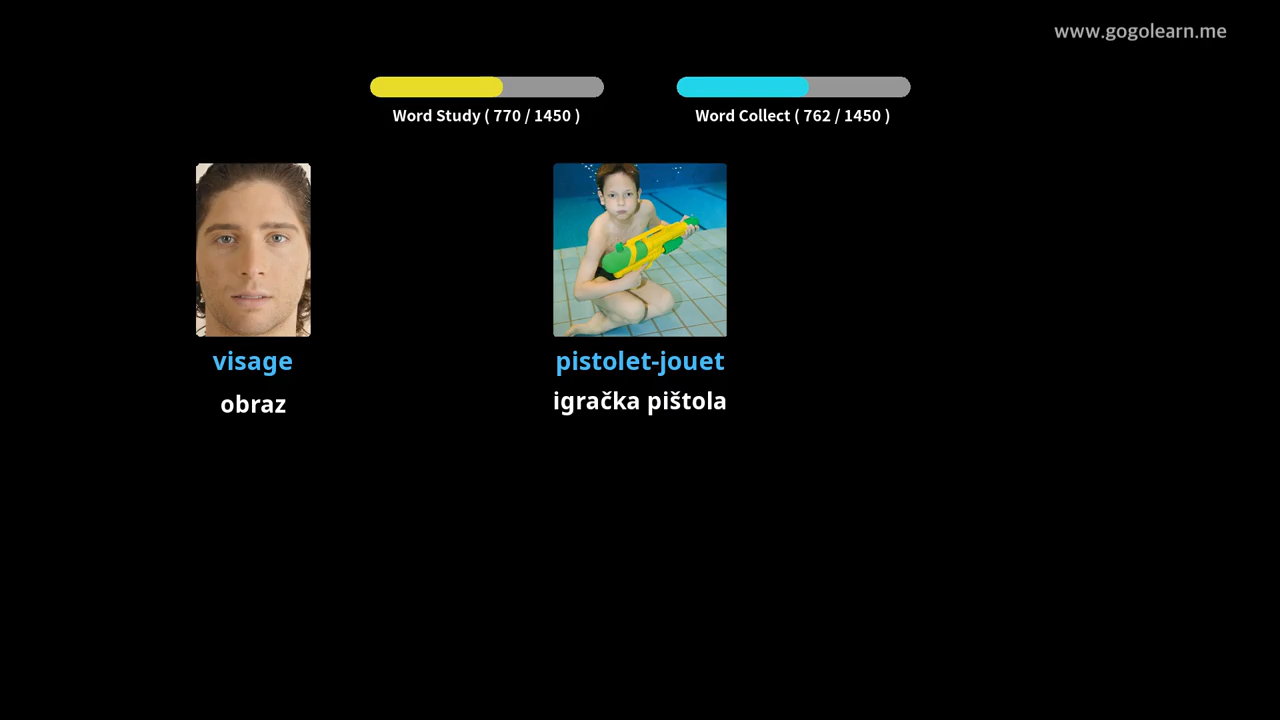 www.gogolearn.me
Word Study ( 770 / 1450 )
Word Collect ( 762 / 1450 )
visage
obraz
pistolet-jouet
igračka pištola